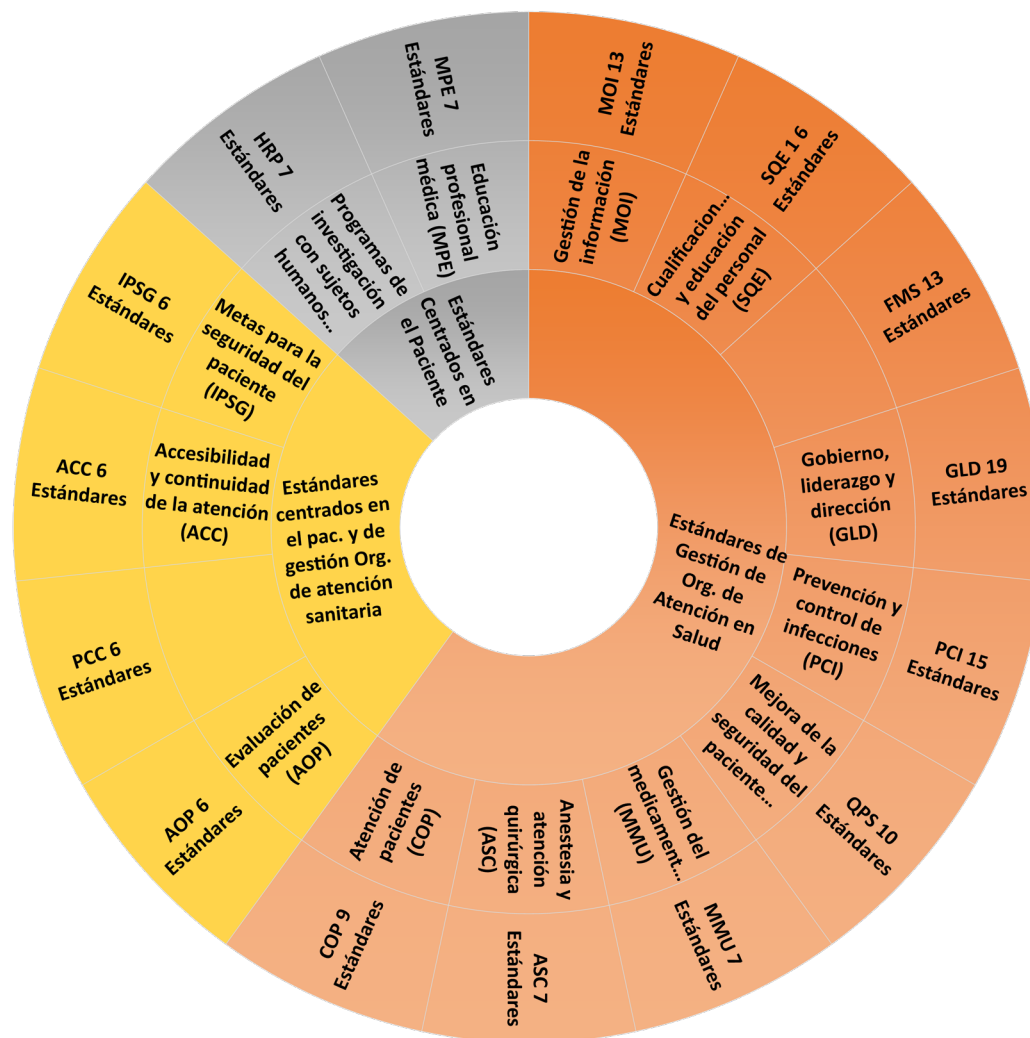 MOI 13
Estándares
SQE 1 6
Estándares
FMS 13
Estándares
GLD 19
Estándares
PCI 15
Estándares
QPS 10
Estándares
MMU 7
Estándares
ASC 7
Estándares
COP 9
Estándares
AOP 6
Estándares
PCC 6
Estándares
ACC 6
Estándares
IPSG 6
Estándares
HRP 7
Estándares
MPE 7
Estándares
Gestión de la
información
(MOI)
Cualificacion...
y educación
del personal
(SQE)
Gobierno,
liderazgo y
dirección
(GLD)
Prevención y
control de
infecciones
(PCI)
Mejora de la
calidad y
seguridad del
paciente...
Gestión del
medicament...
(MMU)
Anestesia y
atención
quirúrgica
(ASC)
Atención de
pacientes
(COP)
Evaluación de
pacientes
(AOP)
Accesibilidad
y continuidad
de la atención
(ACC)
Metas para la
seguridad del
paciente
(IPSG)
Programas de
investigación
con sujetos
humanos...
Educación
profesional
médica (MPE)
Estándares de
Gestión de
Org. de
Atención en
Salud
Estándares
centrados en
el pac. y de
gestión Org.
de atención
sanitaria
Estándares
Centrados en
el Paciente